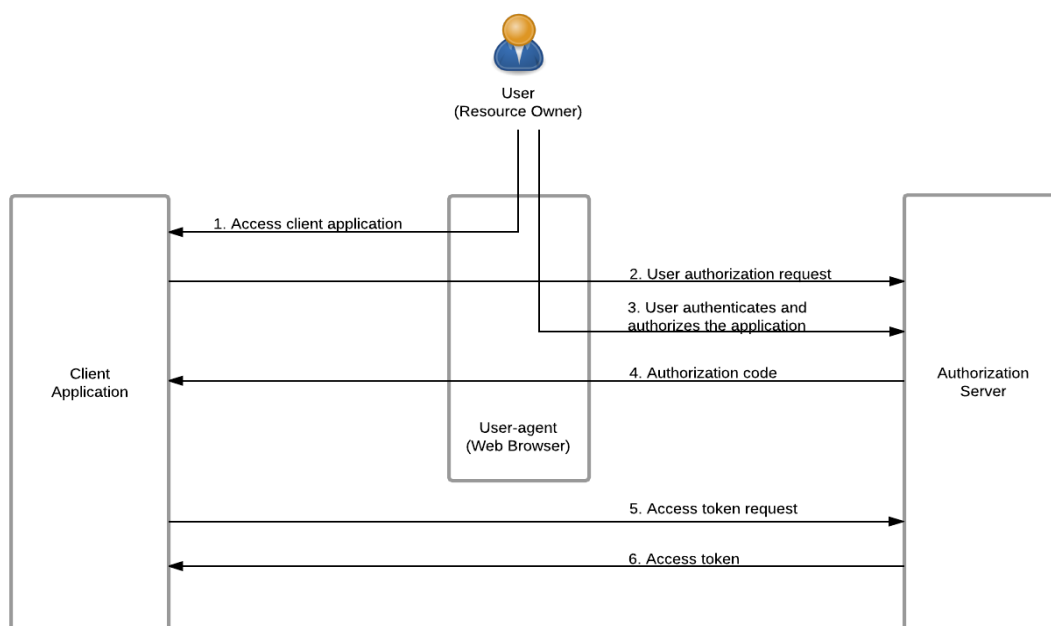 User
(Resource Owner)
1. Access client application
2. User authorization request
3. User authenticates and
authorizes the application
Client
Application
4. Authorization code
Authorization
Server
User-agent
(Web Browser)
5. Access token request
6. Access token